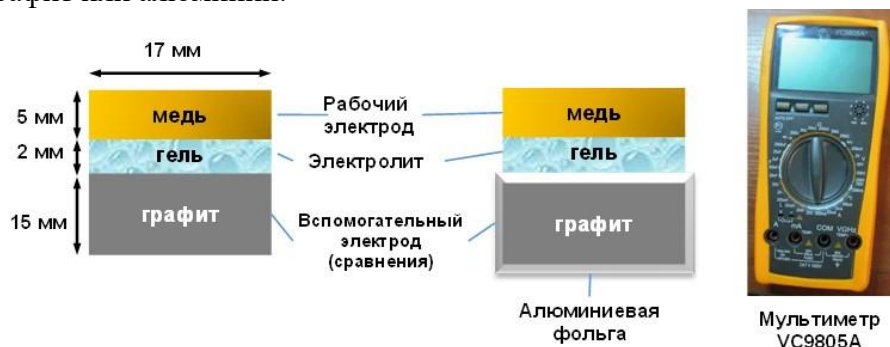 графит или алюминий.
17 мм
5 мм
медь
Рабочий
электрод
медь
2 мм
гель
Электролит
гель
15 мм
графит
Вспомогательный
электрод
(сравнения)
графит
Алюминиевая
фольга
Мультиметр
VC9805A